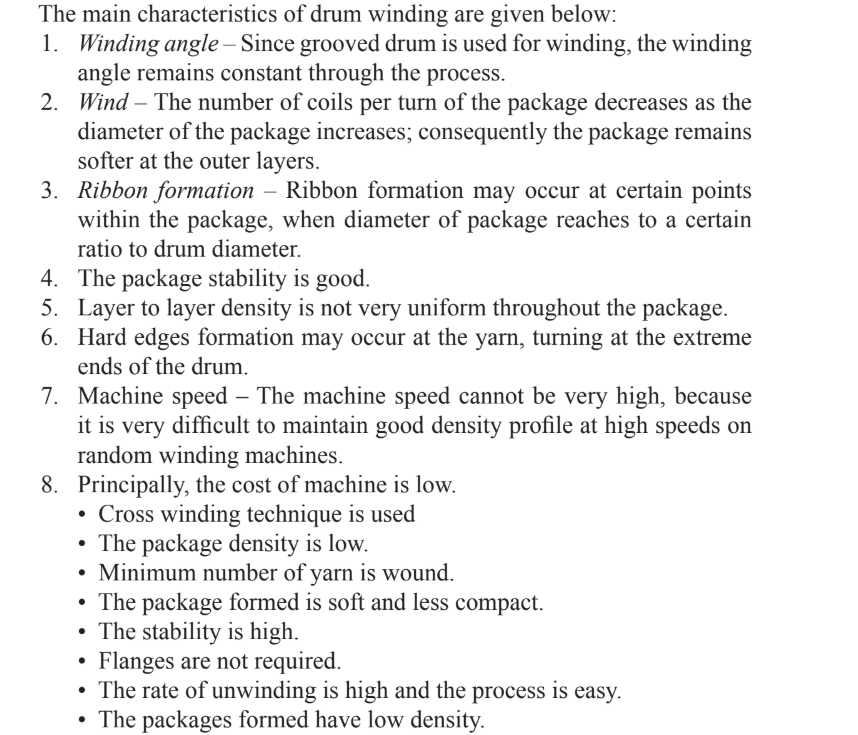 The main characteristics of drum winding are given below:
1. Winding angle – Since grooved drum is used for winding, the winding
angle remains constant through the process.
2. Wind – The number of coils per turn of the package decreases as the
diameter of the package increases; consequently the package remains
softer at the outer layers.
3. Ribbon formation – Ribbon formation may occur at certain points
within the package, when diameter of package reaches to a certain
ratio to drum diameter.
4. The package stability is good.
5. Layer to layer density is not very uniform throughout the package.
6. Hard edges formation may occur at the yarn, turning at the extreme
ends of the drum.
7. Machine speed – The machine speed cannot be very high, because
it is very difficult to maintain good density profile at high speeds on
random winding machines.
8. Principally, the cost of machine is low.
• Cross winding technique is used
• The package density is low.
• Minimum number of yarn is wound.
• The package formed is soft and less compact.
• The stability is high.
• Flanges are not required.
• The rate of unwinding is high and the process is easy.
• The packages formed have low density.